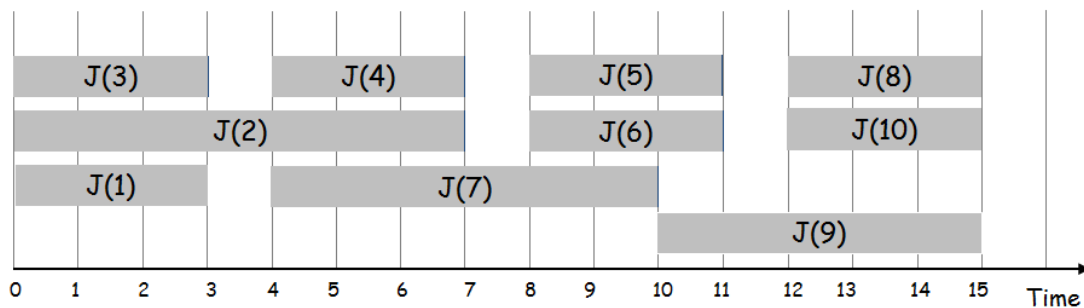 J(3) J(4) J(5) J(8)
J(2) J(6) J(10)
J(1) J(7)
J(9)
0 1 2 3 4 5 6 7 8 9 10 11 12 13 14 15 Time